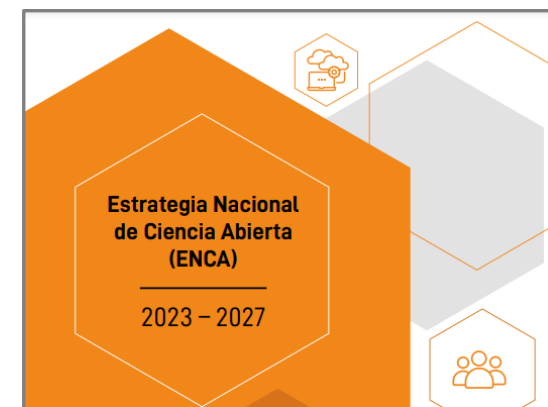 Estrategia Nacional
de Ciencia Abierta
(ENCA)
2023 – 2027